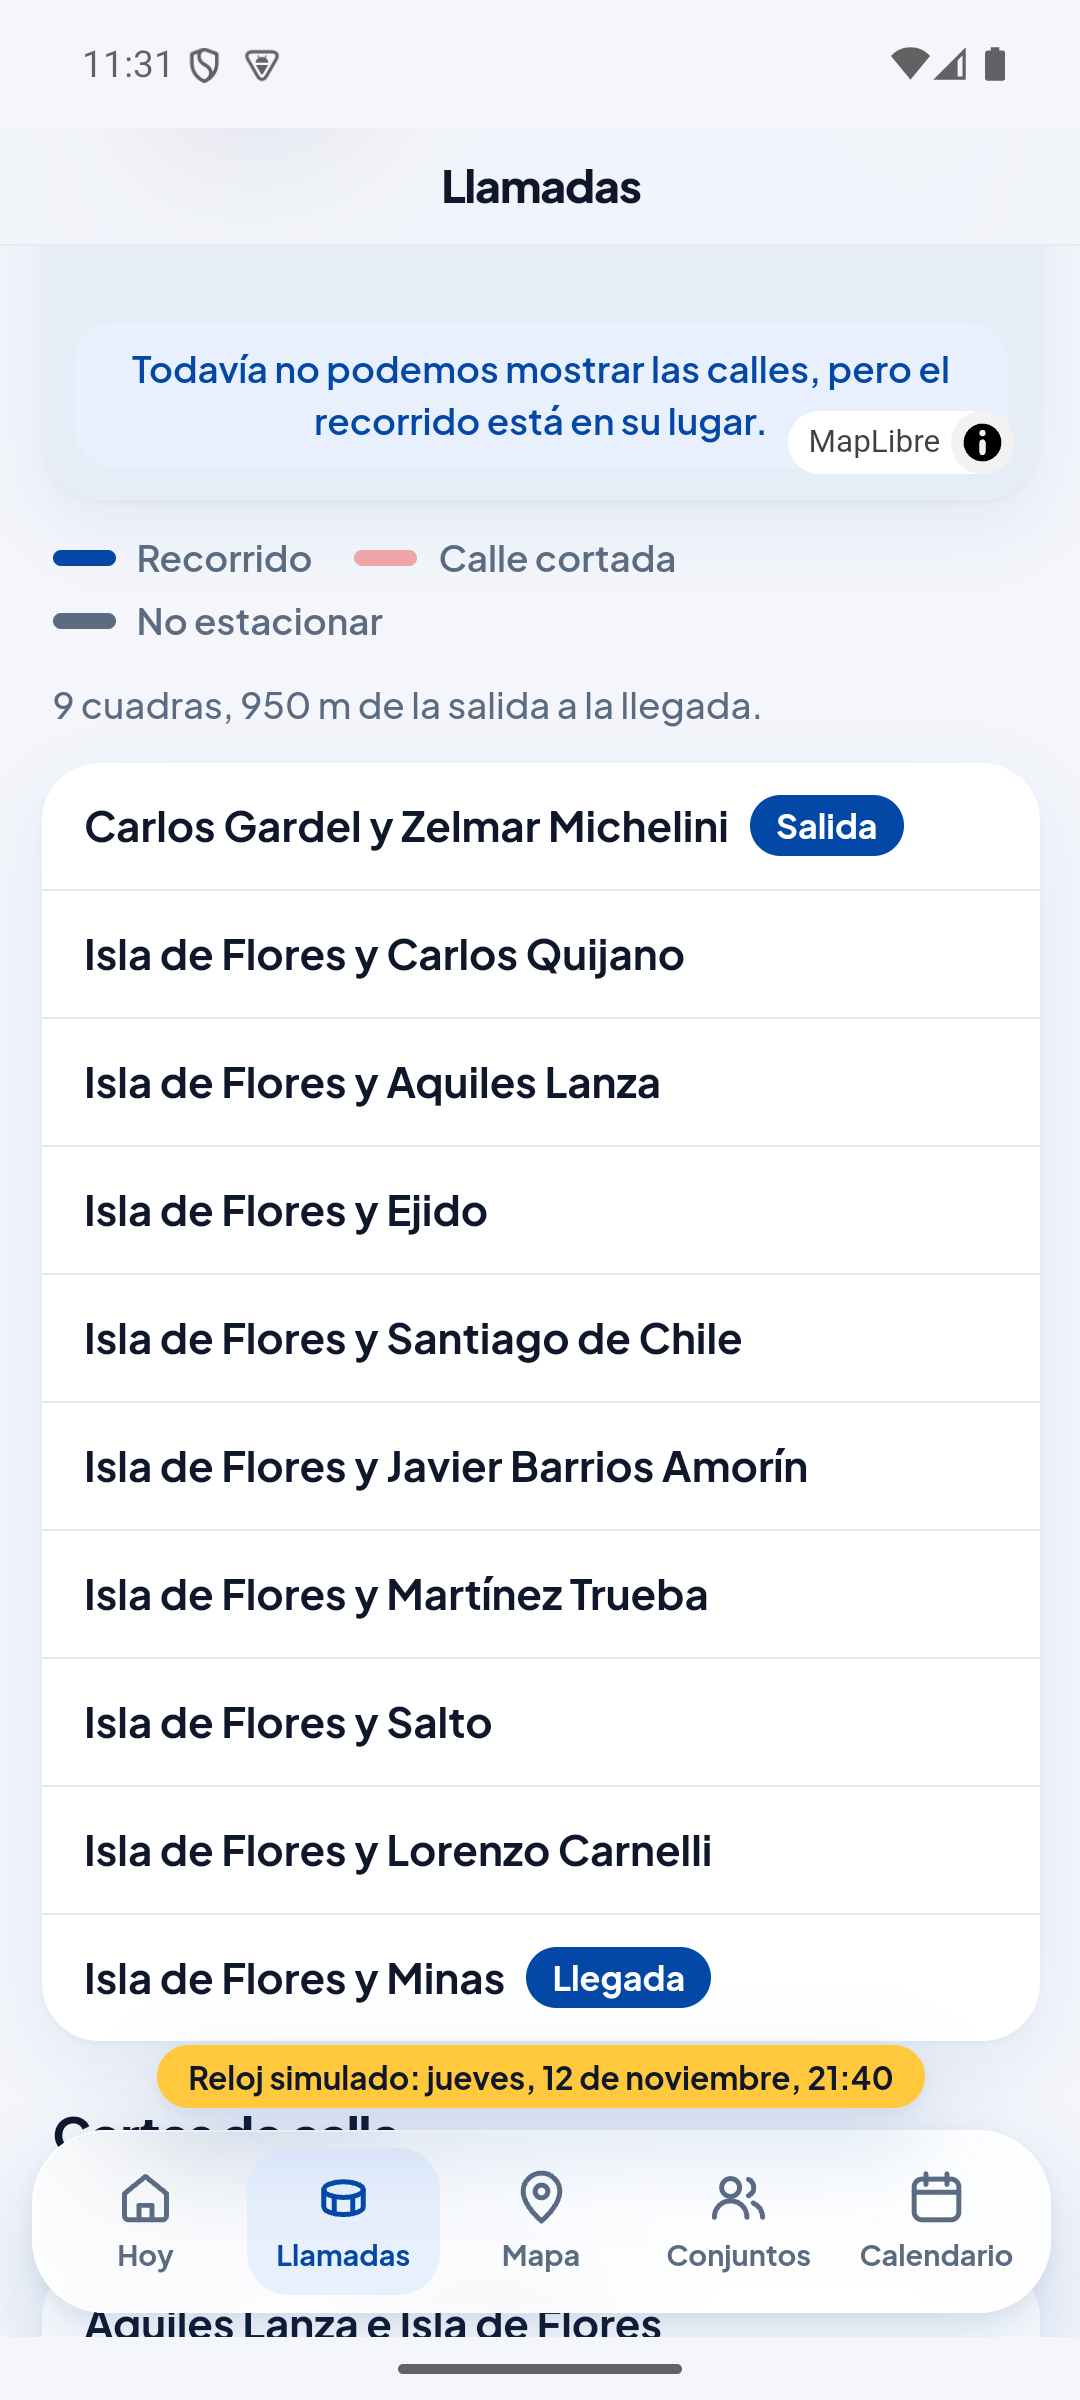 11:31
Llamadas
Todavía no podemos mostrar las calles, pero el
recorrido está en su lugar.
MapLibre
Recorrido
Calle cortada
No estacionar
9 cuadras, 950 m de la salida a la llegada.
Carlos Gardel y Zelmar Michelini
Salida
Isla de Flores y Carlos Quijano
Isla de Flores y Aquiles Lanza
Isla de Flores y Ejido
Isla de Flores y Santiago de Chile
Isla de Flores y Javier Barrios Amorín
Isla de Flores y Martínez Trueba
Isla de Flores y Salto
Isla de Flores y Lorenzo Carnelli
Isla de Flores y Minas
Llegada
Reloj simulado: jueves, 12 de noviembre, 21:40
Cortes de calle
Hoy
Llamadas
Mapa
Conjuntos
Calendario
Aquiles Lanza e Isla de Flores